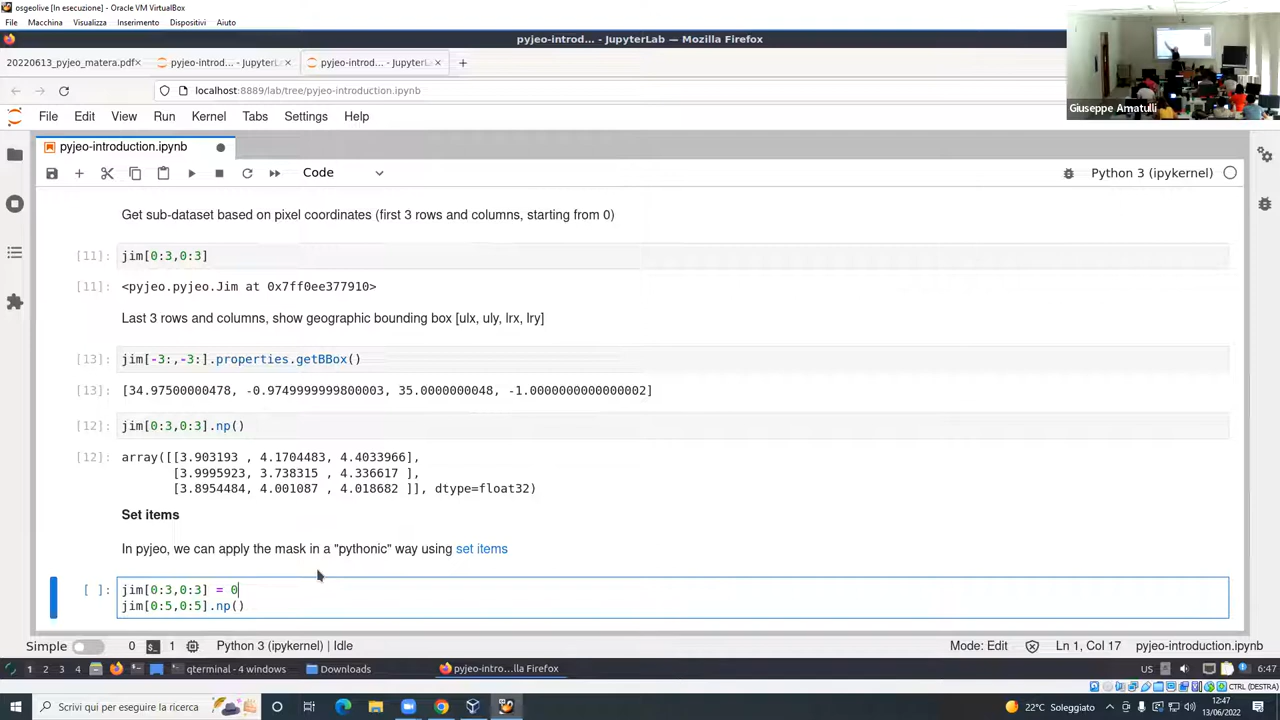 osgeolive [In esecuzione] - Oracle VM VirtualBox
File Macchina Visualizza Inserimento Dispositivi Aiuto
pyjeo-introd... - JupyterLab — Mozilla Firefox
20220613_pyjeo_matera.pdf× pyjeo-introd... - JupyterL× pyjeo-introd... - JupyterLa× +
localhost:8889/lab/tree/pyjeo-introduction.ipynb
Giuseppe Amatulli
File Edit View Run Kernel Tabs Settings Help
pyjeo-introduction.ipynb
Code
Python 3 (ipykernel)
Get sub-dataset based on pixel coordinates (first 3 rows and columns, starting from 0)
[11]: jim[0:3,0:3]
[11]: <pyjeo.pyjeo.Jim at 0x7ff0ee377910>
Last 3 rows and columns, show geographic bounding box [ulx, uly, lrx, lry]
[13]: jim[-3:,-3:].properties.getBBox()
[13]: [34.97500000478, -0.9749999999800003, 35.0000000048, -1.0000000000000002]
[12]: jim[0:3,0:3].np()
[12]: array([[3.903193 , 4.1704483, 4.4033966],
[3.9995923, 3.738315 , 4.336617 ],
[3.8954484, 4.001087 , 4.018682 ]], dtype=float32)
Set items
In pyjeo, we can apply the mask in a "pythonic" way using set items
[ ]: jim[0:3,0:3] = 0
jim[0:5,0:5].np()
Simple 0 1 Python 3 (ipykernel) | Idle Mode: Edit Ln 1, Col 17 pyjeo-introduction.ipynb
1 2 3 4 qterminal - 4 windows Downloads pyjeo-intro...lla Firefox US 6:47
CTRL (DESTRA)
Scrivi qui per eseguire la ricerca 22°C Soleggiato 12:47
13/06/2022